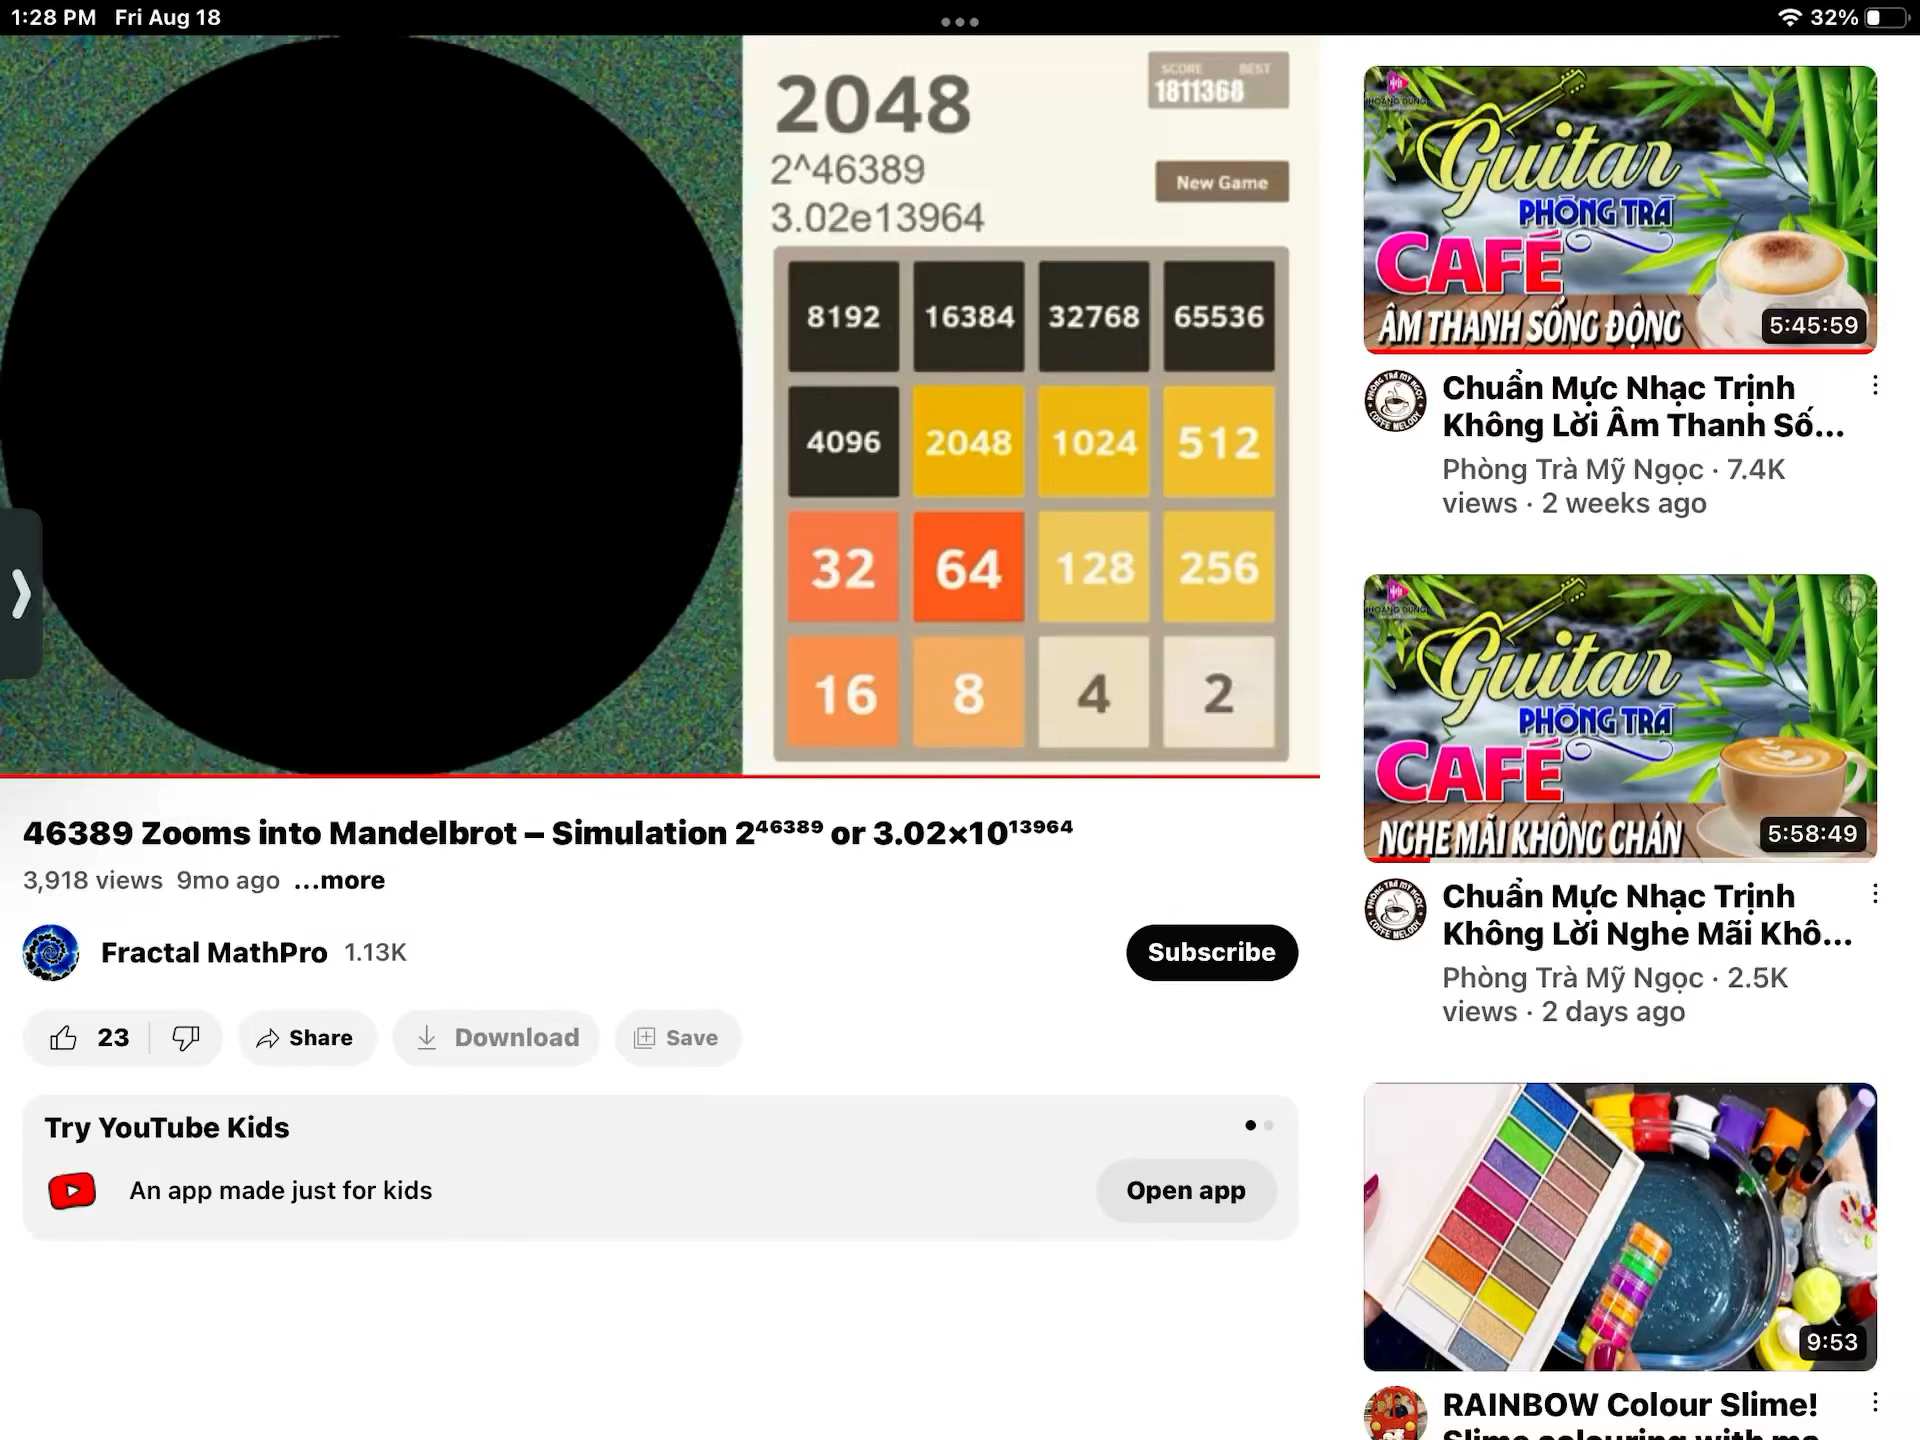 1:28 PM Fri Aug 18
32%
2048
SCORE BEST
1811368
2^46389
New Game
3.02e13964
8192 16384 32768 65536
4096 2048 1024 512
32 64 128 256
16 8 4 2
46389 Zooms into Mandelbrot – Simulation 2⁴⁶³⁸⁹ or 3.02×10¹³⁹⁶⁴
3,918 views 9mo ago ...more
Fractal MathPro 1.13K
Subscribe
23
Share
Download
Save
Try YouTube Kids
An app made just for kids
Open app
HOANG DUNG
Guitar
PHÒNG TRÀ
CAFÉ
ÂM THANH SỐNG ĐỘNG
5:45:59
Chuẩn Mực Nhạc Trịnh
Không Lời Âm Thanh Số...
Phòng Trà Mỹ Ngọc · 7.4K
views · 2 weeks ago
HOANG DUNG
Guitar
PHÒNG TRÀ
CAFÉ
NGHE MÃI KHÔNG CHÁN
5:58:49
Chuẩn Mực Nhạc Trịnh
Không Lời Nghe Mãi Khô...
Phòng Trà Mỹ Ngọc · 2.5K
views · 2 days ago
9:53
RAINBOW Colour Slime!